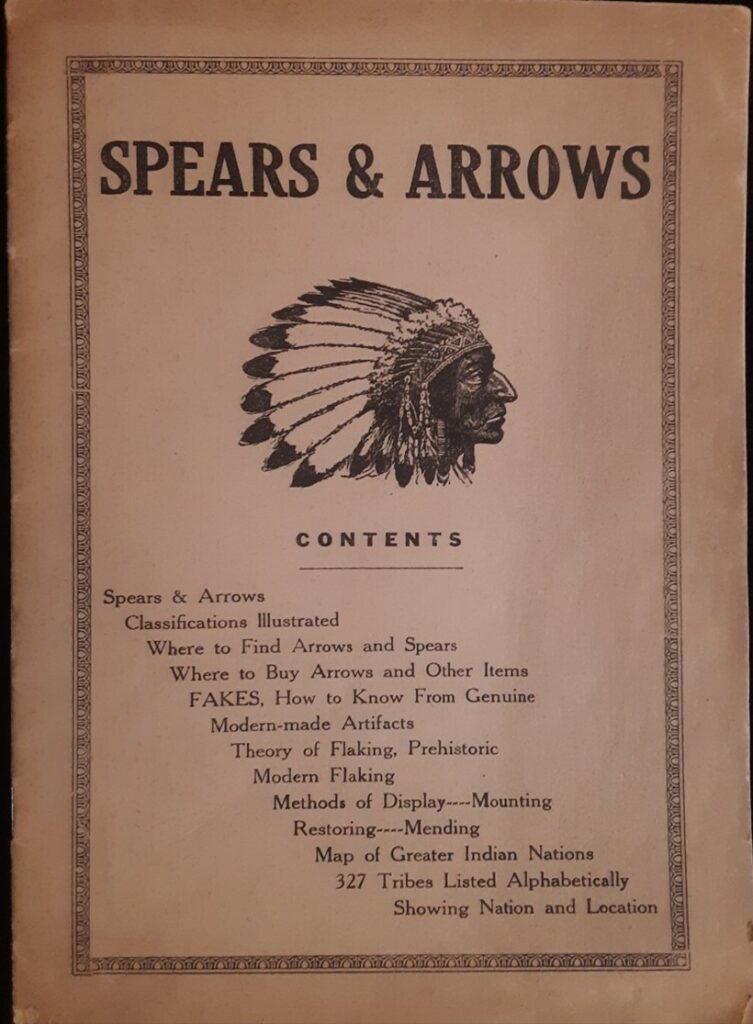 SPEARS & ARROWS
CONTENTS
Spears & Arrows
Classifications Illustrated
Where to Find Arrows and Spears
Where to Buy Arrows and Other Items
FAKES, How to Know From Genuine
Modern-made Artifacts
Theory of Flaking, Prehistoric
Modern Flaking
Methods of Display----Mounting
Restoring----Mending
Map of Greater Indian Nations
327 Tribes Listed Alphabetically
Showing Nation and Location